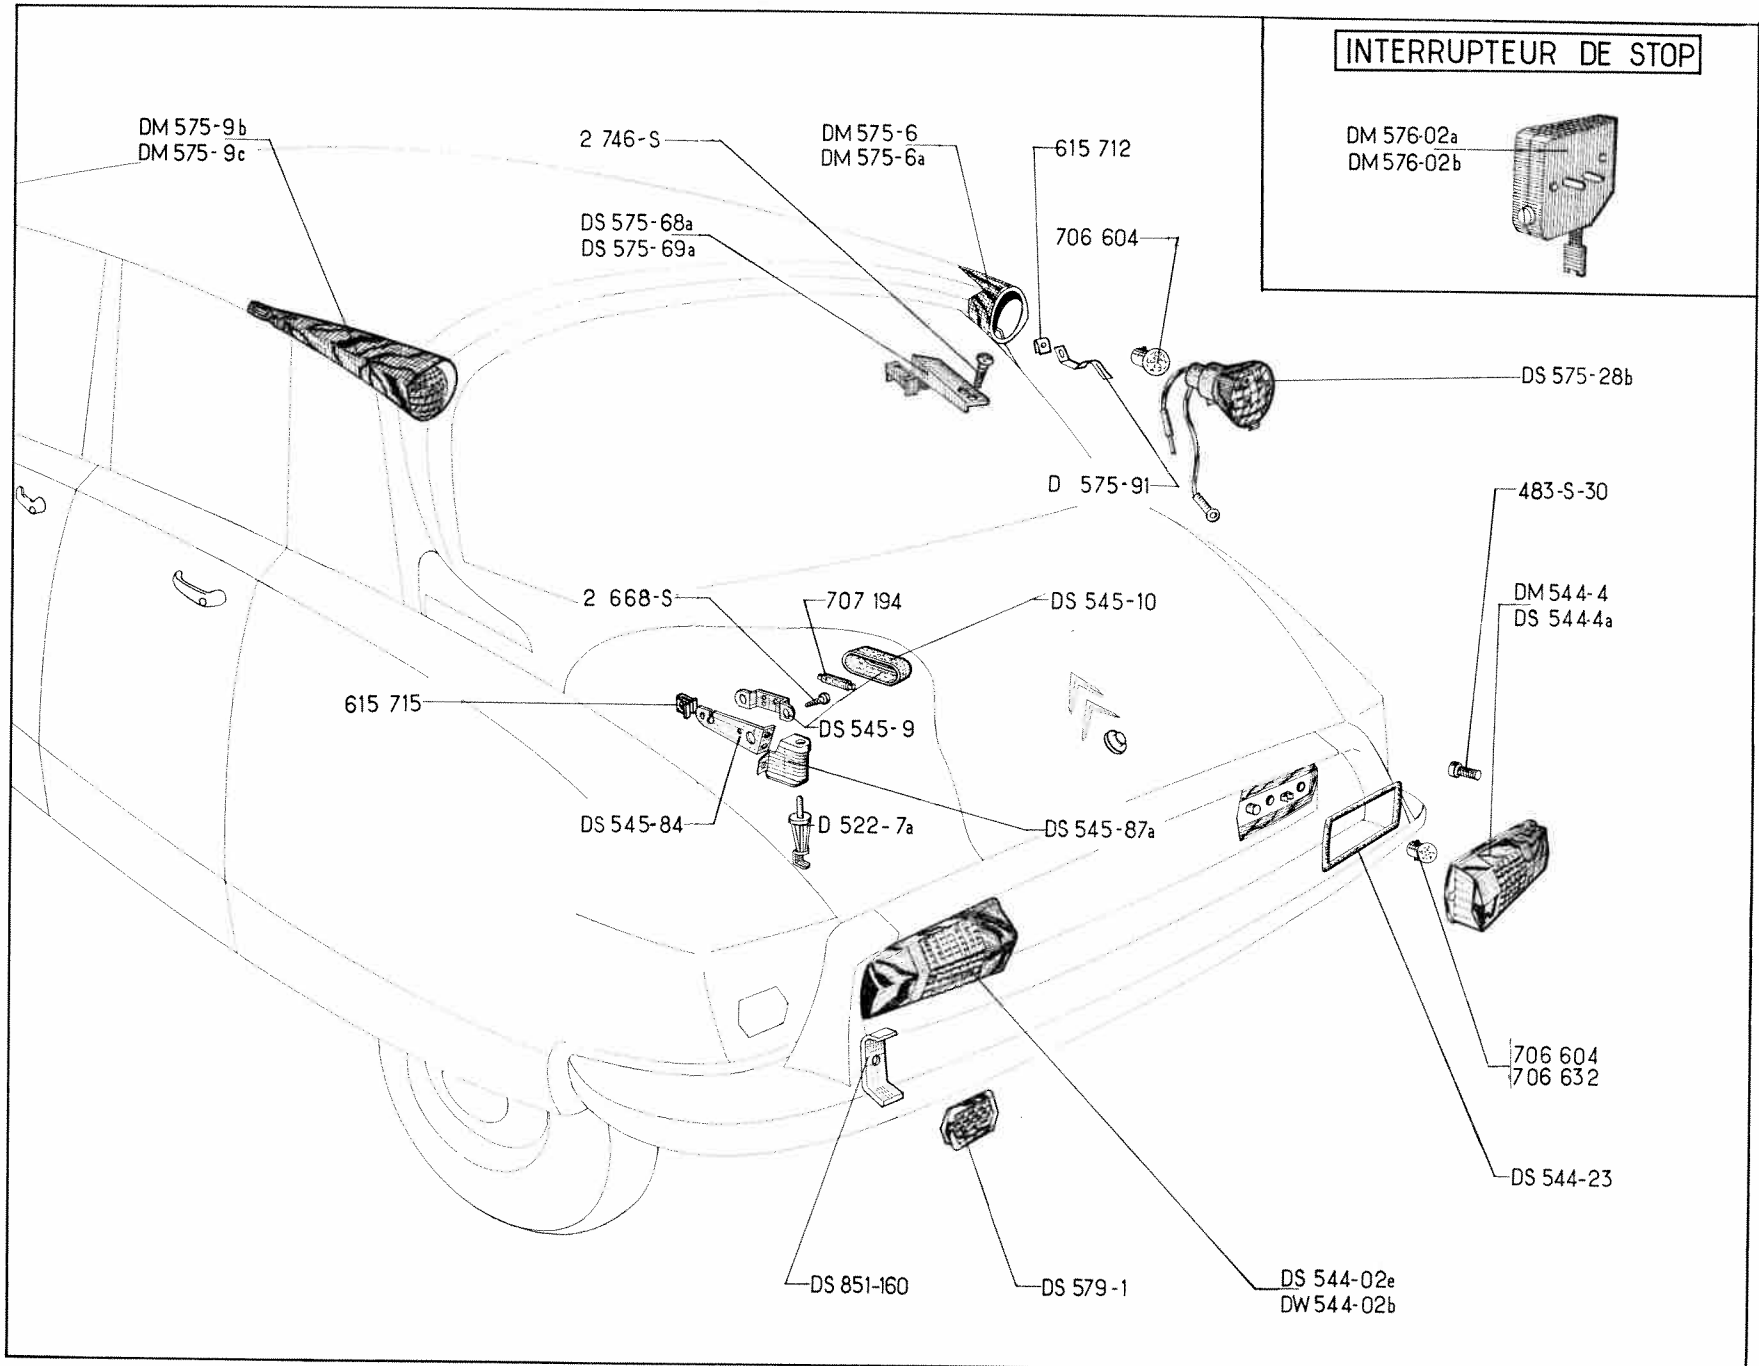 INTERRUPTEUR DE STOP
DM 576-02a
DM 576-02b
DM 575-9b
DM 575-9c
2 746-S
DM 575-6
DM 575-6a
615 712
706 604
DS 575-68a
DS 575-69a
DS 575-28b
D 575-91
483-S-30
2 668-S
707 194
DS 545-10
DM 544-4
DS 544-4a
615 715
DS 545-9
DS 545-84
D 522-7a
DS 545-87a
706 604
706 632
DS 544-23
DS 851-160
DS 579-1
DS 544-02e
DW 544-02b